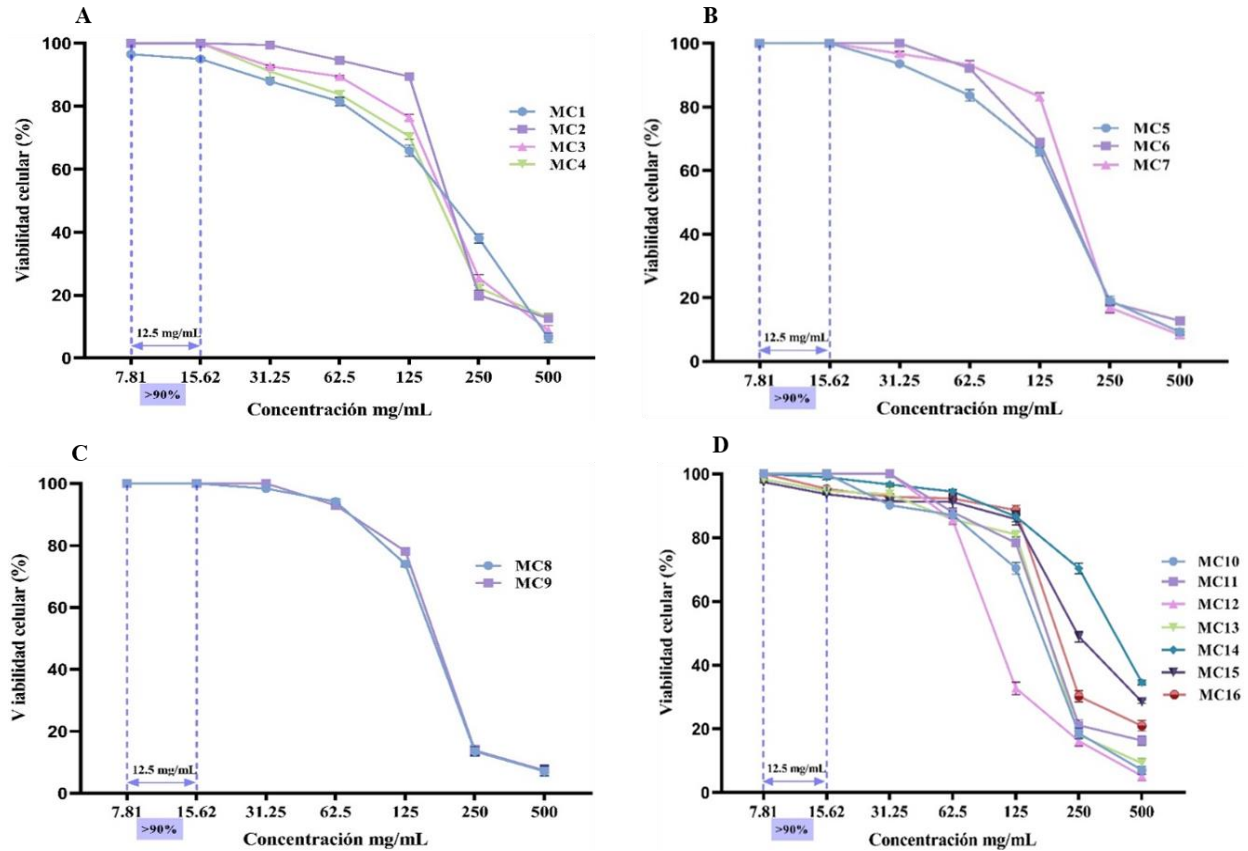 A
Viabilidad celular (%)
100
80
60
40
20
0
12.5 mg/mL
7.81 15.62 31.25 62.5 125 250 500
>90%
Concentración mg/mL
MC1
MC2
MC3
MC4
B
Viabilidad celular (%)
100
80
60
40
20
0
12.5 mg/mL
7.81 15.62 31.25 62.5 125 250 500
>90%
Concentración mg/mL
MC5
MC6
MC7
C
V iabilidad celular (%)
100
80
60
40
20
0
12.5 mg/mL
7.81 15.62 31.25 62.5 125 250 500
>90%
Concentración mg/mL
MC8
MC9
D
Viabilidad celular (%)
100
80
60
40
20
0
12.5 mg/mL
7.81 15.62 31.25 62.5 125 250 500
>90%
Concentración mg/mL
MC10
MC11
MC12
MC13
MC14
MC15
MC16